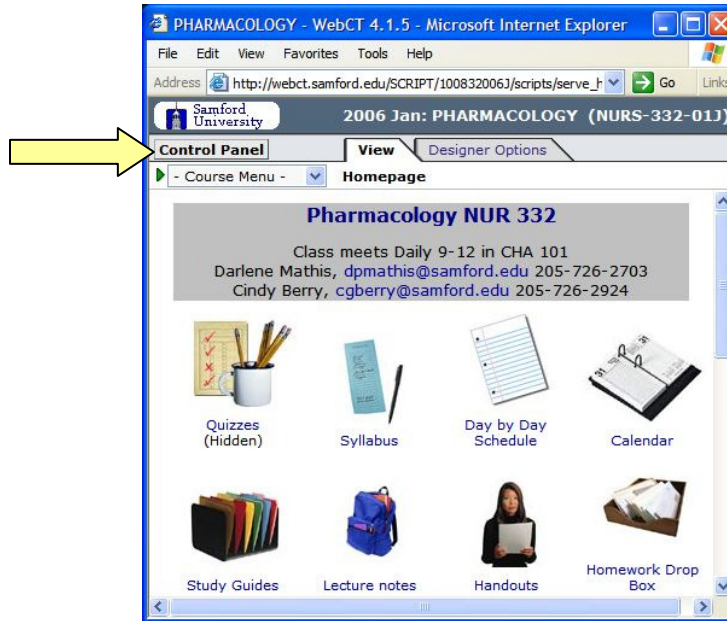 PHARMACOLOGY - WebCT 4.1.5 - Microsoft Internet Explorer
File Edit View Favorites Tools Help
Address http://webct.samford.edu/SCRIPT/100832006J/scripts/serve_h Go Links
Samford University
2006 Jan: PHARMACOLOGY (NURS-332-01J)
Control Panel View Designer Options
- Course Menu - Homepage
Pharmacology NUR 332
Class meets Daily 9-12 in CHA 101
Darlene Mathis, dpmathis@samford.edu 205-726-2703
Cindy Berry, cgberry@samford.edu 205-726-2924
Quizzes
(Hidden)
Syllabus
Day by Day
Schedule
Calendar
Study Guides
Lecture notes
Handouts
Homework Drop
Box